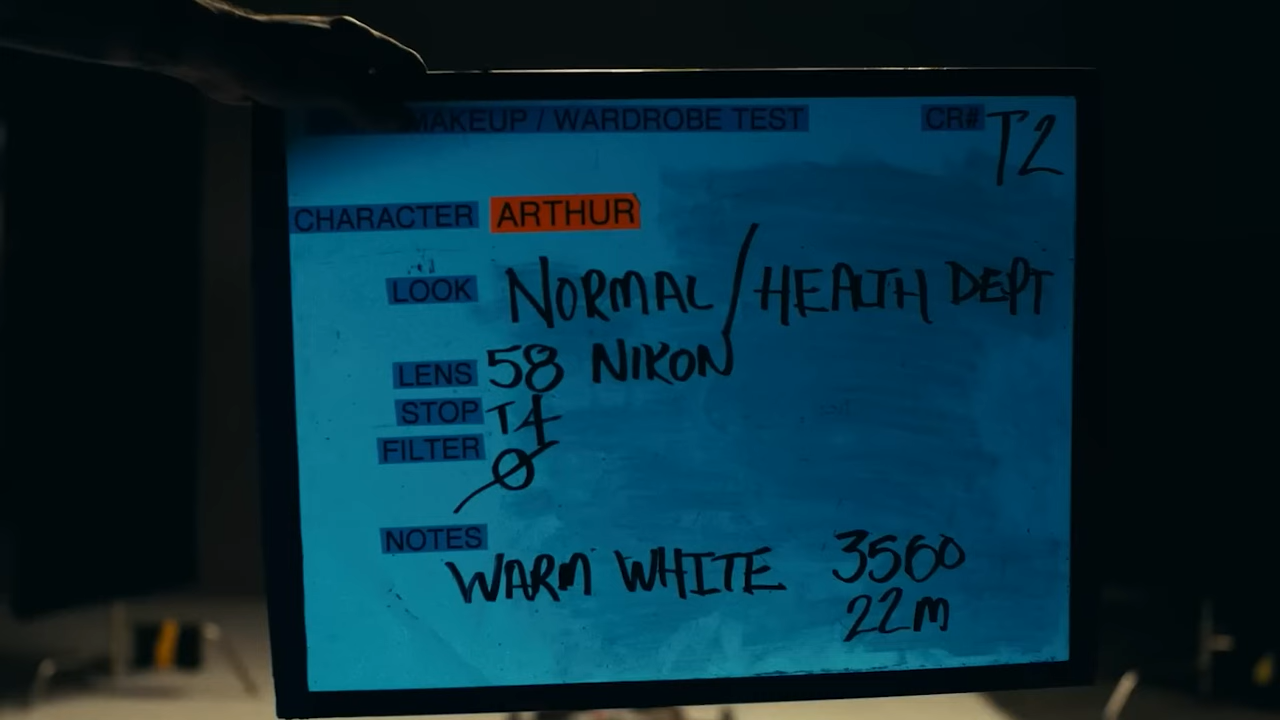 MAKEUP / WARDROBE TEST CR# T2
CHARACTER ARTHUR
LOOK NORMAL / HEALTH DEPT
LENS 58 NIKON
STOP T4
FILTER Ø
NOTES
WARM WHITE 3560
22M